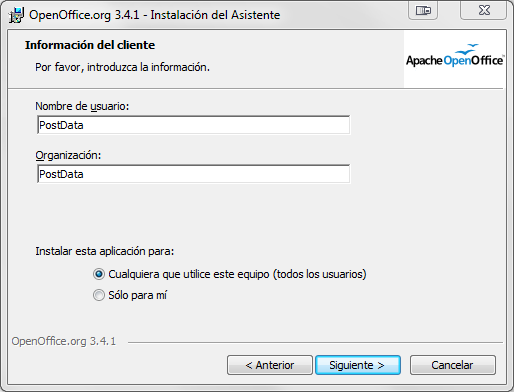 OpenOffice.org 3.4.1 - Instalación del Asistente
Información del cliente
Por favor, introduzca la información.
Apache OpenOffice™
Nombre de usuario:
PostData
Organización:
PostData
Instalar esta aplicación para:
Cualquiera que utilice este equipo (todos los usuarios)
Sólo para mí
OpenOffice.org 3.4.1
< Anterior
Siguiente >
Cancelar